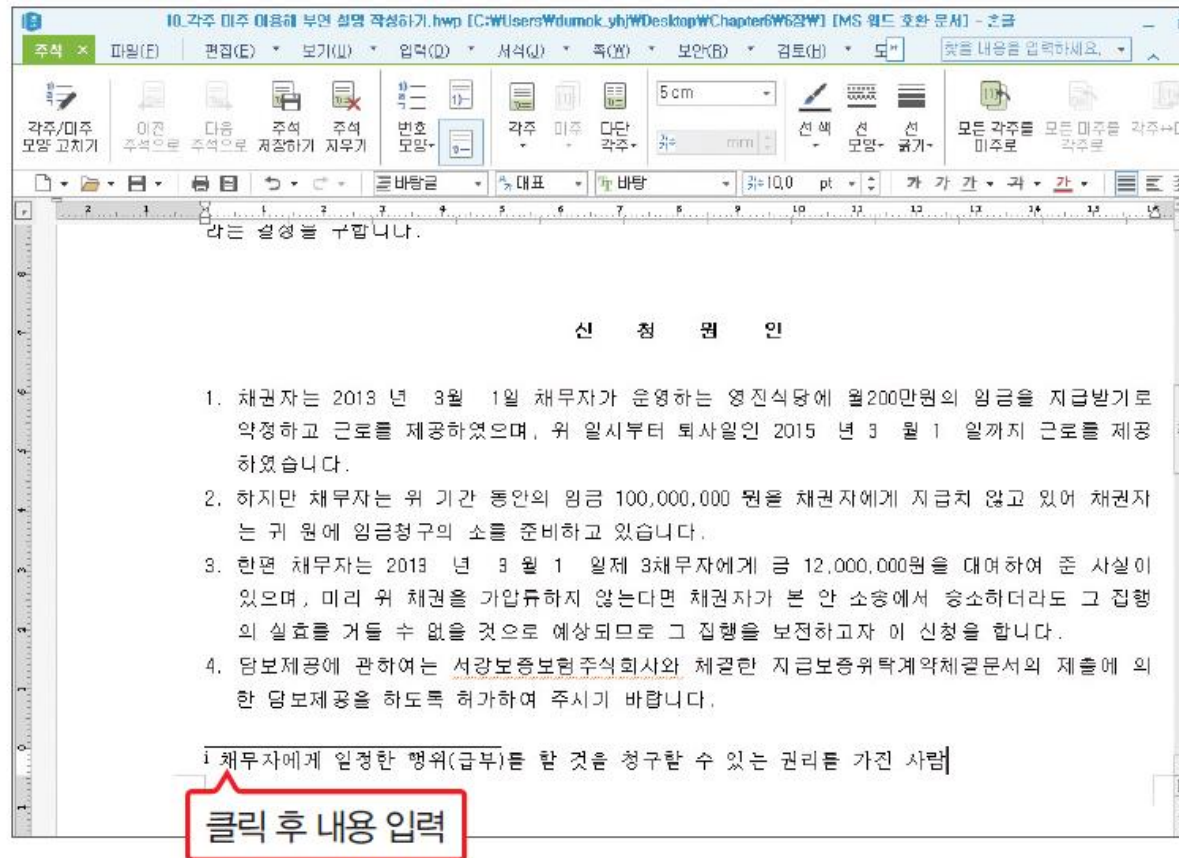 10_각주 미주 이용해 부연 설명 작성하기.hwp [C:₩Users₩dumok_yhj₩Desktop₩Chapter6₩6장₩] [MS 워드 호환 문서] - 한글
주석 × 파일(F) 편집(E) 보기(U) 입력(D) 서식(J) 쪽(W) 보안(B) 검토(H) 도 찾을 내용을 입력하세요.
5 cm
각주/미주 모양 고치기 이전 주석으로 다음 주석으로 주석 저장하기 주석 지우기 번호 모양 각주 미주 다단 각주 mm 선 색 선 모양 선 굵기 모든 각주를 미주로 모든 미주를 각주로
바탕글 대표 바탕 10,0 pt 가 가 가 가 가
라는 결정을 구합니다.
신 청 원 인
1. 채권자는 2013 년 3월 1일 채무자가 운영하는 영진식당에 월200만원의 임금을 지급받기로
약정하고 근로를 제공하였으며, 위 일시부터 퇴사일인 2015 년 3 월 1 일까지 근로를 제공
하였습니다.
2. 하지만 채무자는 위 기간 동안의 임금 100,000,000 원을 채권자에게 지급치 않고 있어 채권자
는 귀 원에 임금청구의 소를 준비하고 있습니다.
3. 한편 채무자는 2013 년 3 월 1 일제 3채무자에게 금 12,000,000원을 대여하여 준 사실이
있으며, 미리 위 채권을 가압류하지 않는다면 채권자가 본 안 소송에서 승소하더라도 그 집행
의 실효를 거둘 수 없을 것으로 예상되므로 그 집행을 보전하고자 이 신청을 합니다.
4. 담보제공에 관하여는 서강보증보험주식회사와 체결한 지급보증위탁계약체결문서의 제출에 의
한 담보제공을 하도록 허가하여 주시기 바랍니다.
i 채무자에게 일정한 행위(급부)를 할 것을 청구할 수 있는 권리를 가진 사람
클릭 후 내용 입력